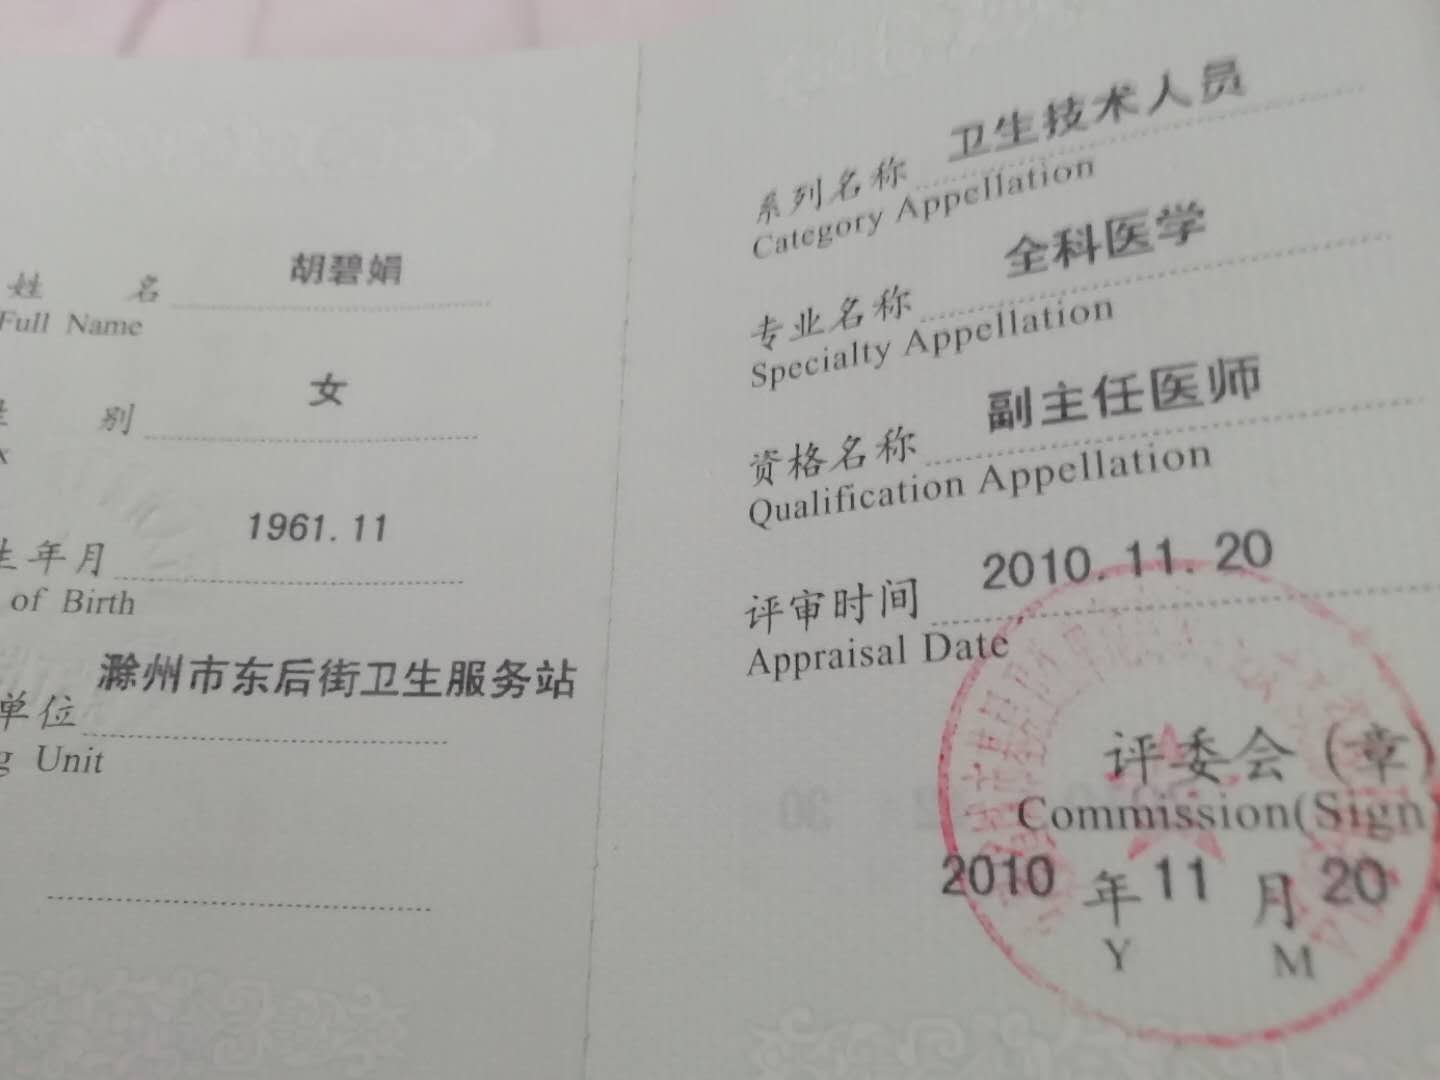 姓 名 胡碧娟
Full Name
别 女
生年月 1961.11
of Birth
滁州市东后街卫生服务站
单位
g Unit
系列名称 卫生技术人员
Category Appellation
专业名称 全科医学
Specialty Appellation
资格名称 副主任医师
Qualification Appellation
评审时间 2010.11.20
Appraisal Date
评委会(章)
Commission(Sign
2010 年 11 月 20
Y M